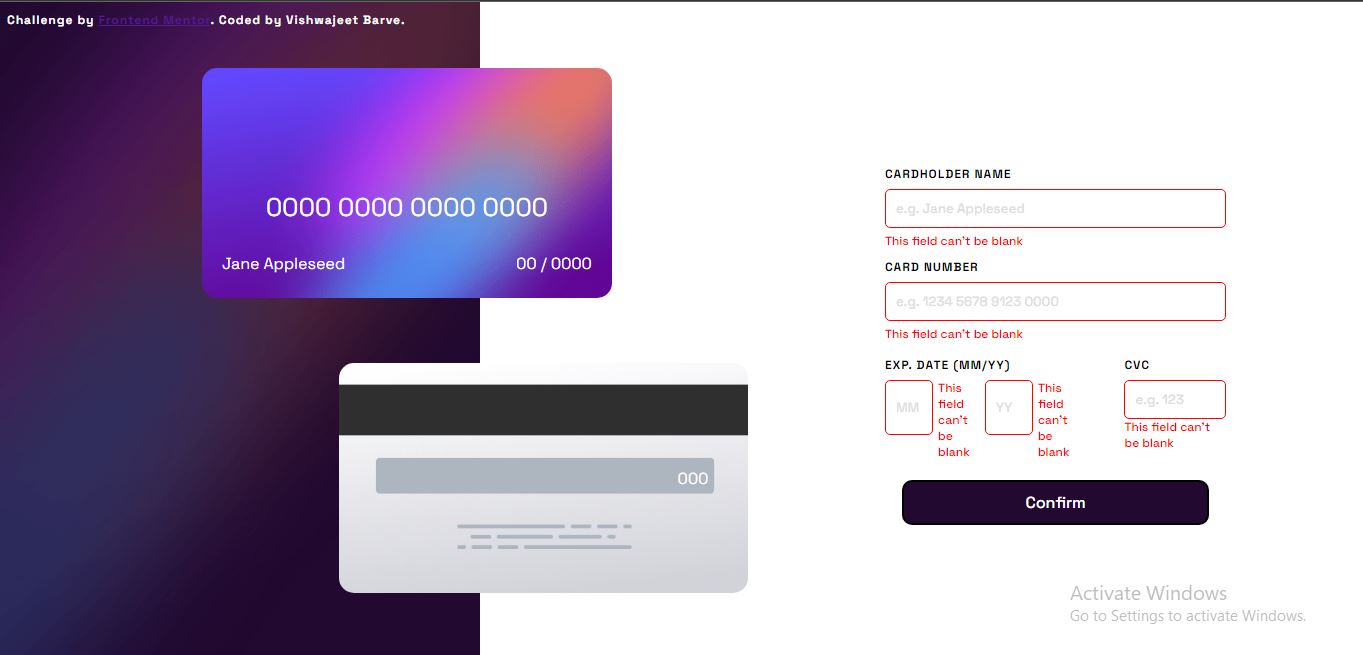 Challenge by Frontend Mentor. Coded by Vishwajeet Barve.
0000 0000 0000 0000
Jane Appleseed
00 / 0000
000
CARDHOLDER NAME
e.g. Jane Appleseed
This field can't be blank
CARD NUMBER
e.g. 1234 5678 9123 0000
This field can't be blank
EXP. DATE (MM/YY)
MM
This
field
can't
be
blank
YY
This
field
can't
be
blank
CVC
e.g. 123
This field can't
be blank
Confirm
Activate Windows
Go to Settings to activate Windows.